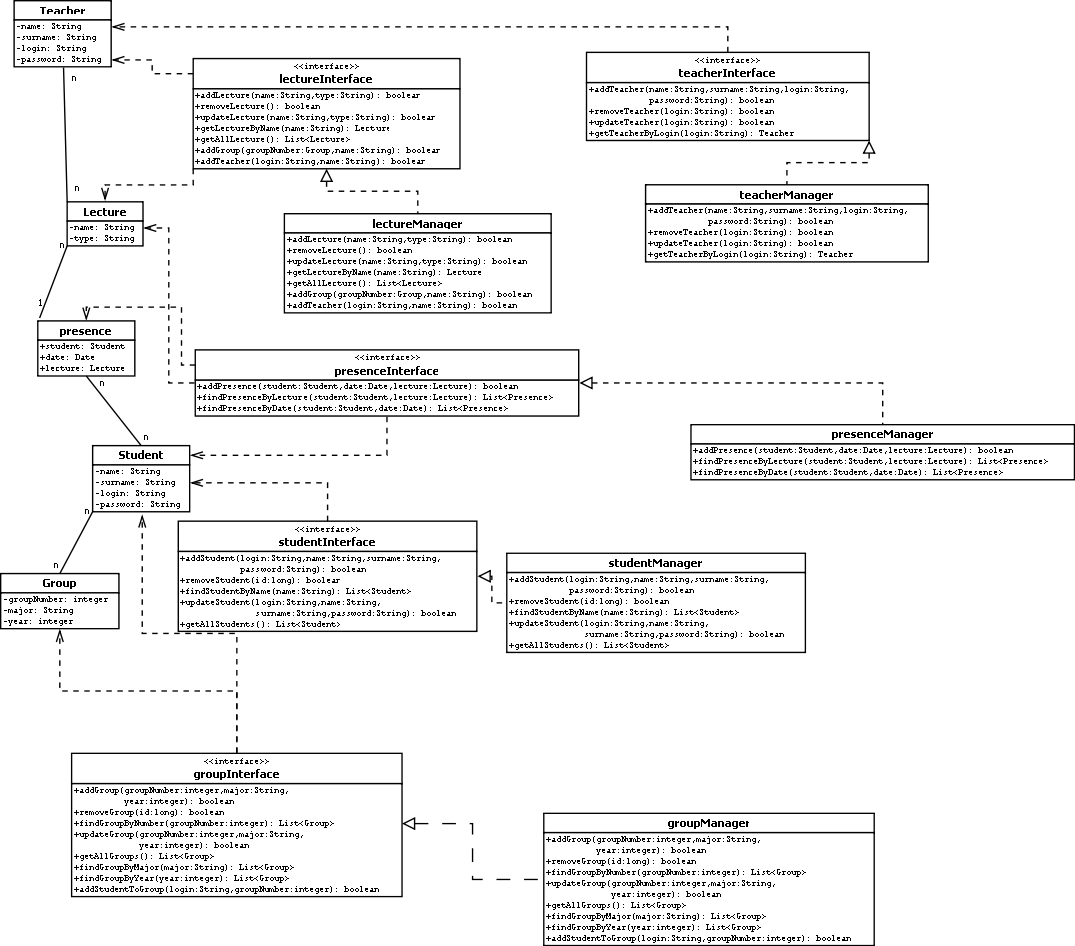 Teacher
-name: String
-surname: String
-login: String
-password: String
n
n
<<interface>>
lectureInterface
+addLecture(name:String,type:String): boolear
+removeLecture(): boolean
+updateLecture(name:String,type:String): boolear
+getLectureByName(name:String): Lecture
+getAllLecture(): List<Lecture>
+addGroup(groupNumber:Group,name:String): boolear
+addTeacher(login:String,name:String): boolear
<<interface>>
teacherInterface
+addTeacher(name:String,surname:String,login:String,
password:String): boolean
+removeTeacher(login:String): boolean
+updateTeacher(login:String): boolean
+getTeacherByLogin(login:String): Teacher
teacherManager
+addTeacher(name:String,surname:String,login:String,
password:String): boolean
+removeTeacher(login:String): boolean
+updateTeacher(login:String): boolean
+getTeacherByLogin(login:String): Teacher
Lecture
-name: String
-type: String
n
1
lectureManager
+addLecture(name:String,type:String): boolean
+removeLecture(): boolean
+updateLecture(name:String,type:String): boolean
+getLectureByName(name:String): Lecture
+getAllLecture(): List<Lecture>
+addGroup(groupNumber:Group,name:String): boolean
+addTeacher(login:String,name:String): boolean
presence
+student: Student
+date: Date
+lecture: Lecture
n
n
<<interface>>
presenceInterface
+addPresence(student:Student,date:Date,lecture:Lecture): boolean
+findPresenceByLecture(student:Student,lecture:Lecture): List<Presence>
+findPresenceByDate(student:Student,date:Date): List<Presence>
presenceManager
+addPresence(student:Student,date:Date,lecture:Lecture): boolean
+findPresenceByLecture(student:Student,lecture:Lecture): List<Presence>
+findPresenceByDate(student:Student,date:Date): List<Presence>
Student
-name: String
-surname: String
-login: String
-password: String
n
n
<<interface>>
studentInterface
+addStudent(login:String,name:String,surname:String,
password:String): boolean
+removeStudent(id:long): boolear
+findStudentByName(name:String): List<Student>
+updateStudent(login:String,name:String,
surname:String,password:String): boolean
+getAllStudents(): List<Student>
studentManager
+addStudent(login:String,name:String,surname:String,
password:String): boolean
+removeStudent(id:long): boolean
+findStudentByName(name:String): List<Student>
+updateStudent(login:String,name:String,
surname:String,password:String): boolean
+getAllStudents(): List<Student>
Group
-groupNumber: integer
-major: String
-year: integer
<<interface>>
groupInterface
+addGroup(groupNumber:integer,major:String,
year:integer): boolean
+removeGroup(id:long): boolean
+findGroupByNumber(groupNumber:integer): List<Group>
+updateGroup(groupNumber:integer,major:String,
year:integer): boolean
+getAllGroups(): List<Group>
+findGroupByMajor(major:String): List<Group>
+findGroupByYear(year:integer): List<Group>
+addStudentToGroup(login:String,groupNumber:integer): boolean
groupManager
+addGroup(groupNumber:integer,major:String,
year:integer): boolean
+removeGroup(id:long): boolean
+findGroupByNumber(groupNumber:integer): List<Group>
+updateGroup(groupNumber:integer,major:String,
year:integer): boolean
+getAllGroups(): List<Group>
+findGroupByMajor(major:String): List<Group>
+findGroupByYear(year:integer): List<Group>
+addStudentToGroup(login:String,groupNumber:integer): boolean